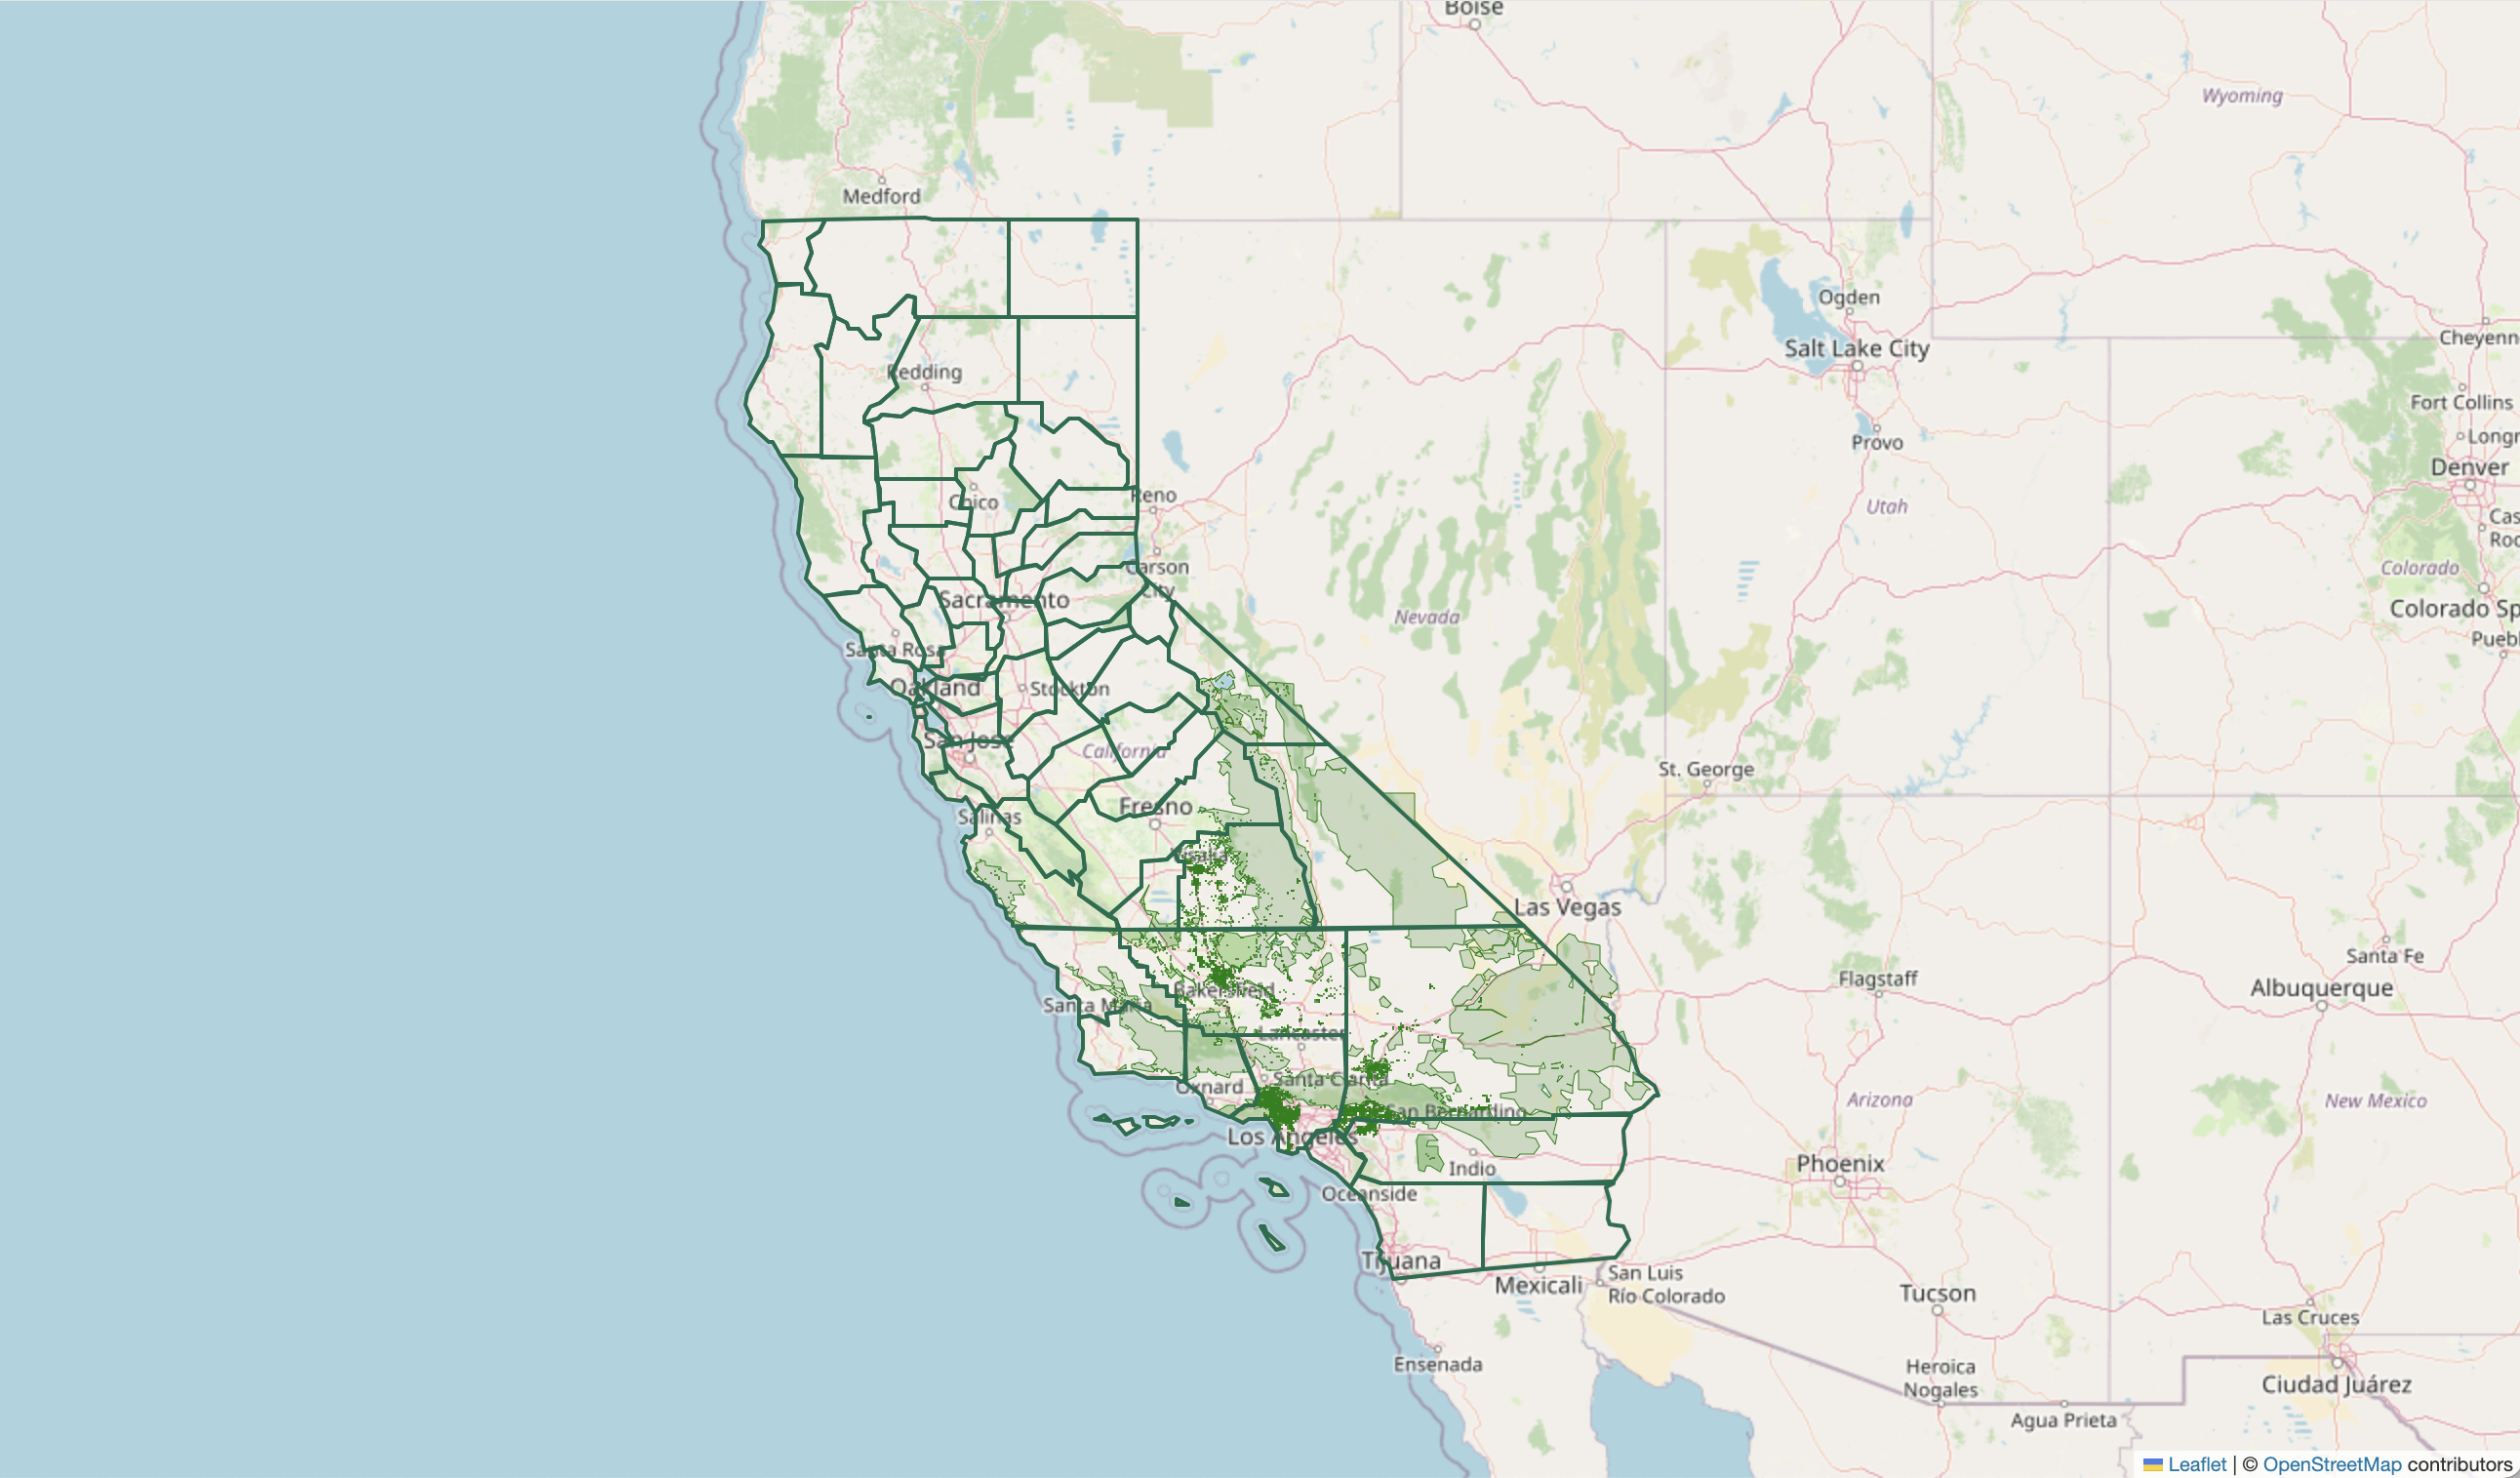 Boise
Wyoming
Medford
Ogden
Cheyenn
Salt Lake City
Redding
Fort Collins
Provo
Longr
Denver
Reno
Chico
Utah
Cas
Roc
Carson
City
Colorado
Sacramento
Colorado Sp
Nevada
Puebl
Santa Rosa
Oakland
Stockton
San Jose
California
St. George
Fresno
Salinas
Visalia
Las Vegas
Santa Fe
Flagstaff
Bakersfield
Albuquerque
Santa Maria
Lancaster
Santa Clarita
Oxnard
Arizona
New Mexico
San Bernardino
Los Angeles
Phoenix
Indio
Oceanside
Tijuana
Mexicali
San Luis
Río Colorado
Tucson
Las Cruces
Ensenada
Heroica
Nogales
Ciudad Juárez
Agua Prieta
Leaflet | © OpenStreetMap contributors